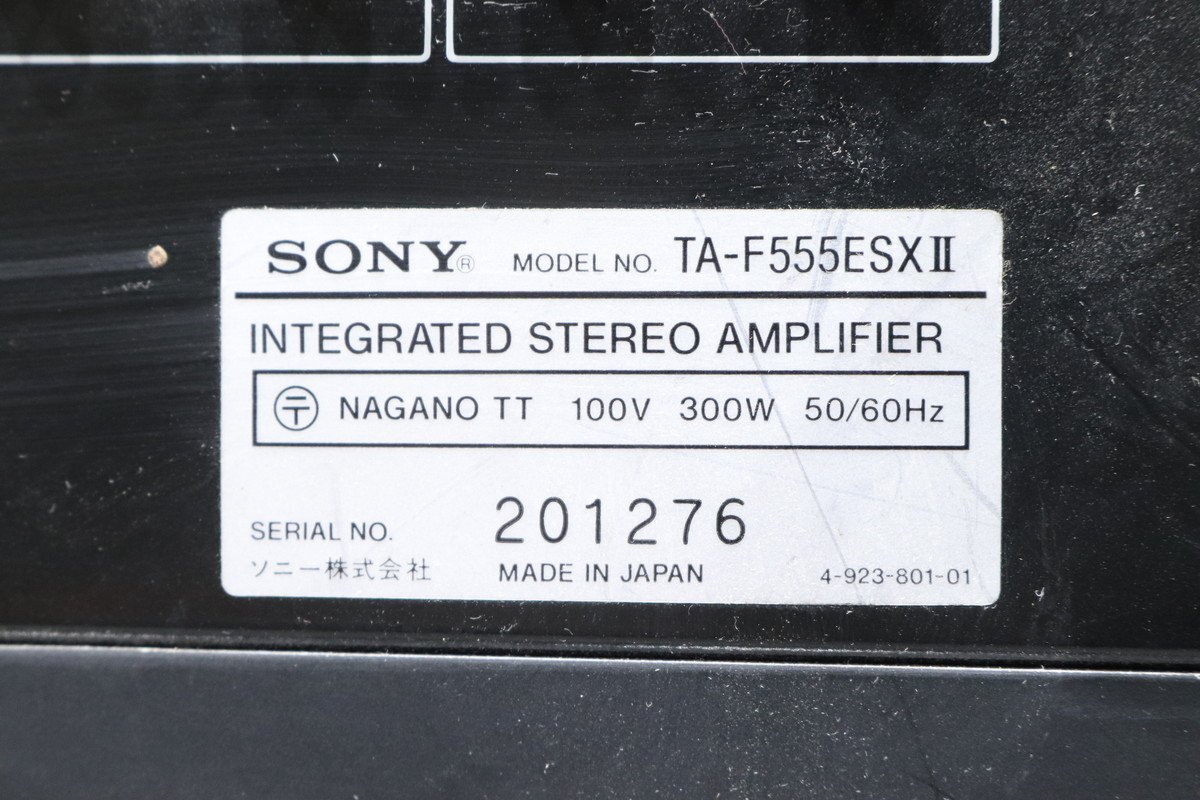 SONY® MODEL NO. TA-F555ESXⅡ
INTEGRATED STEREO AMPLIFIER
〶 NAGANO TT 100V 300W 50/60Hz
SERIAL NO. 201276
ソニー株式会社 MADE IN JAPAN 4-923-801-01